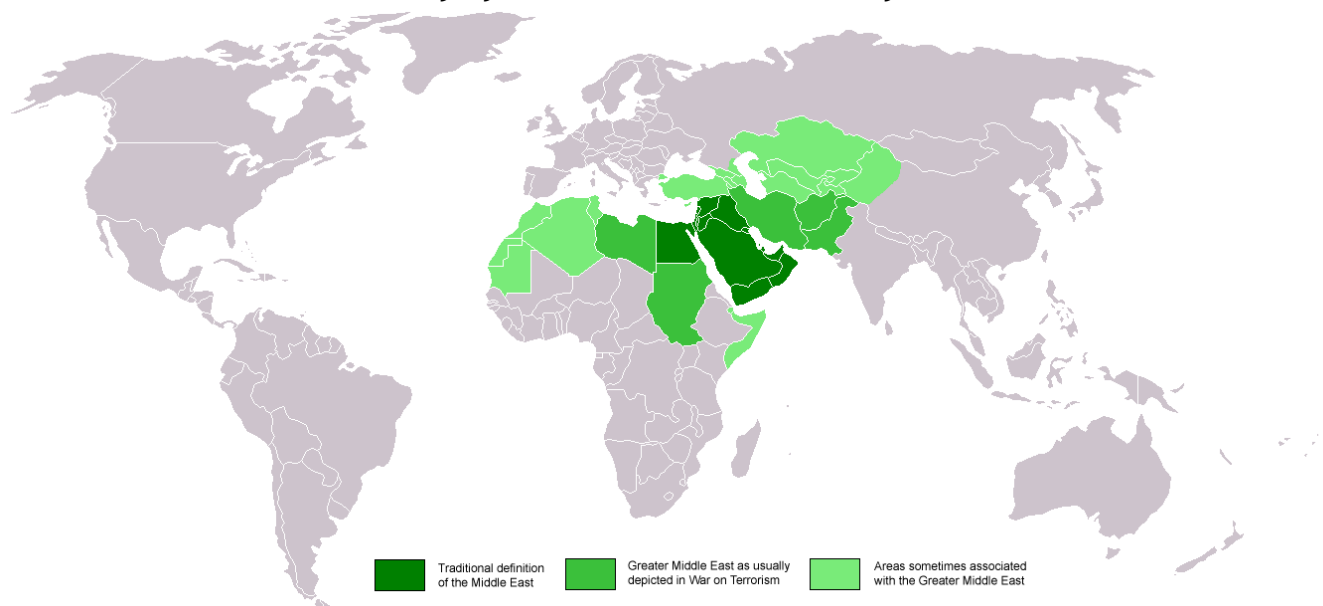 Traditional definition
of the Middle East
Greater Middle East as usually
depicted in War on Terrorism
Areas sometimes associated
with the Greater Middle East